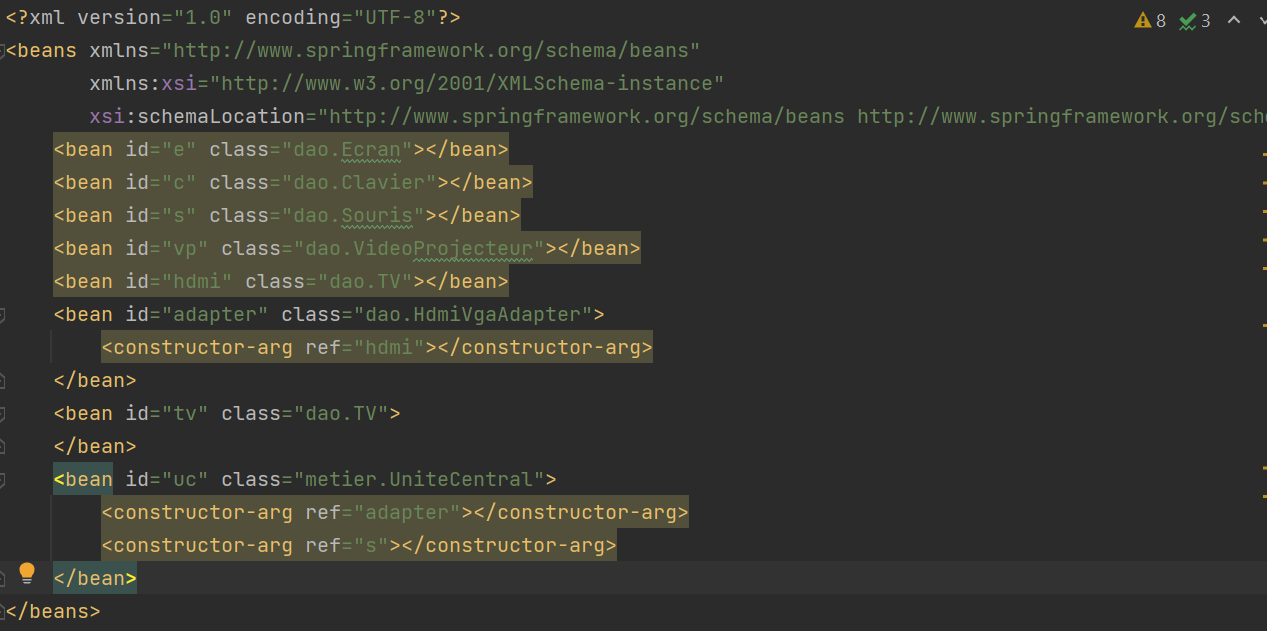 <?xml version="1.0" encoding="UTF-8"?>
8 3
<beans xmlns="http://www.springframework.org/schema/beans"
xmlns:xsi="http://www.w3.org/2001/XMLSchema-instance"
xsi:schemaLocation="http://www.springframework.org/schema/beans http://www.springframework.org/sch
<bean id="e" class="dao.Ecran"></bean>
<bean id="c" class="dao.Clavier"></bean>
<bean id="s" class="dao.Souris"></bean>
<bean id="vp" class="dao.VideoProjecteur"></bean>
<bean id="hdmi" class="dao.TV"></bean>
<bean id="adapter" class="dao.HdmiVgaAdapter">
<constructor-arg ref="hdmi"></constructor-arg>
</bean>
<bean id="tv" class="dao.TV">
</bean>
<bean id="uc" class="metier.UniteCentral">
<constructor-arg ref="adapter"></constructor-arg>
<constructor-arg ref="s"></constructor-arg>
</bean>
</beans>